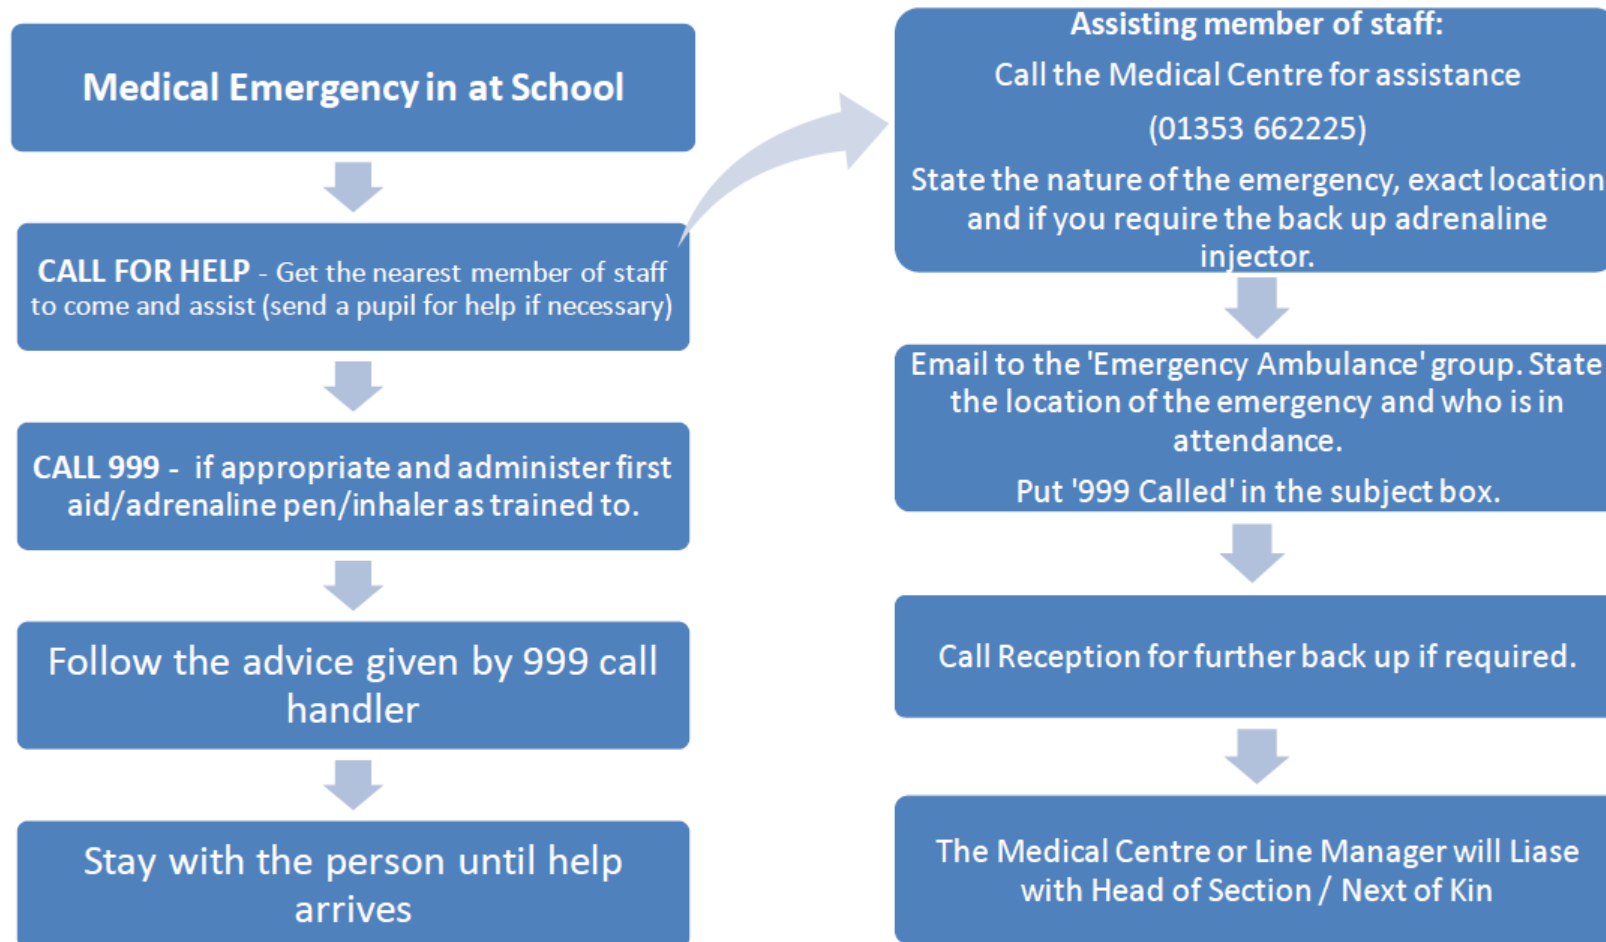 Medical Emergency in at School
CALL FOR HELP - Get the nearest member of staff
to come and assist (send a pupil for help if necessary)
CALL 999 - if appropriate and administer first
aid/adrenaline pen/inhaler as trained to.
Follow the advice given by 999 call
handler
Stay with the person until help
arrives
Assisting member of staff:
Call the Medical Centre for assistance
(01353 662225)
State the nature of the emergency, exact location
and if you require the back up adrenaline
injector.
Email to the 'Emergency Ambulance' group. State
the location of the emergency and who is in
attendance.
Put '999 Called' in the subject box.
Call Reception for further back up if required.
The Medical Centre or Line Manager will Liase
with Head of Section / Next of Kin